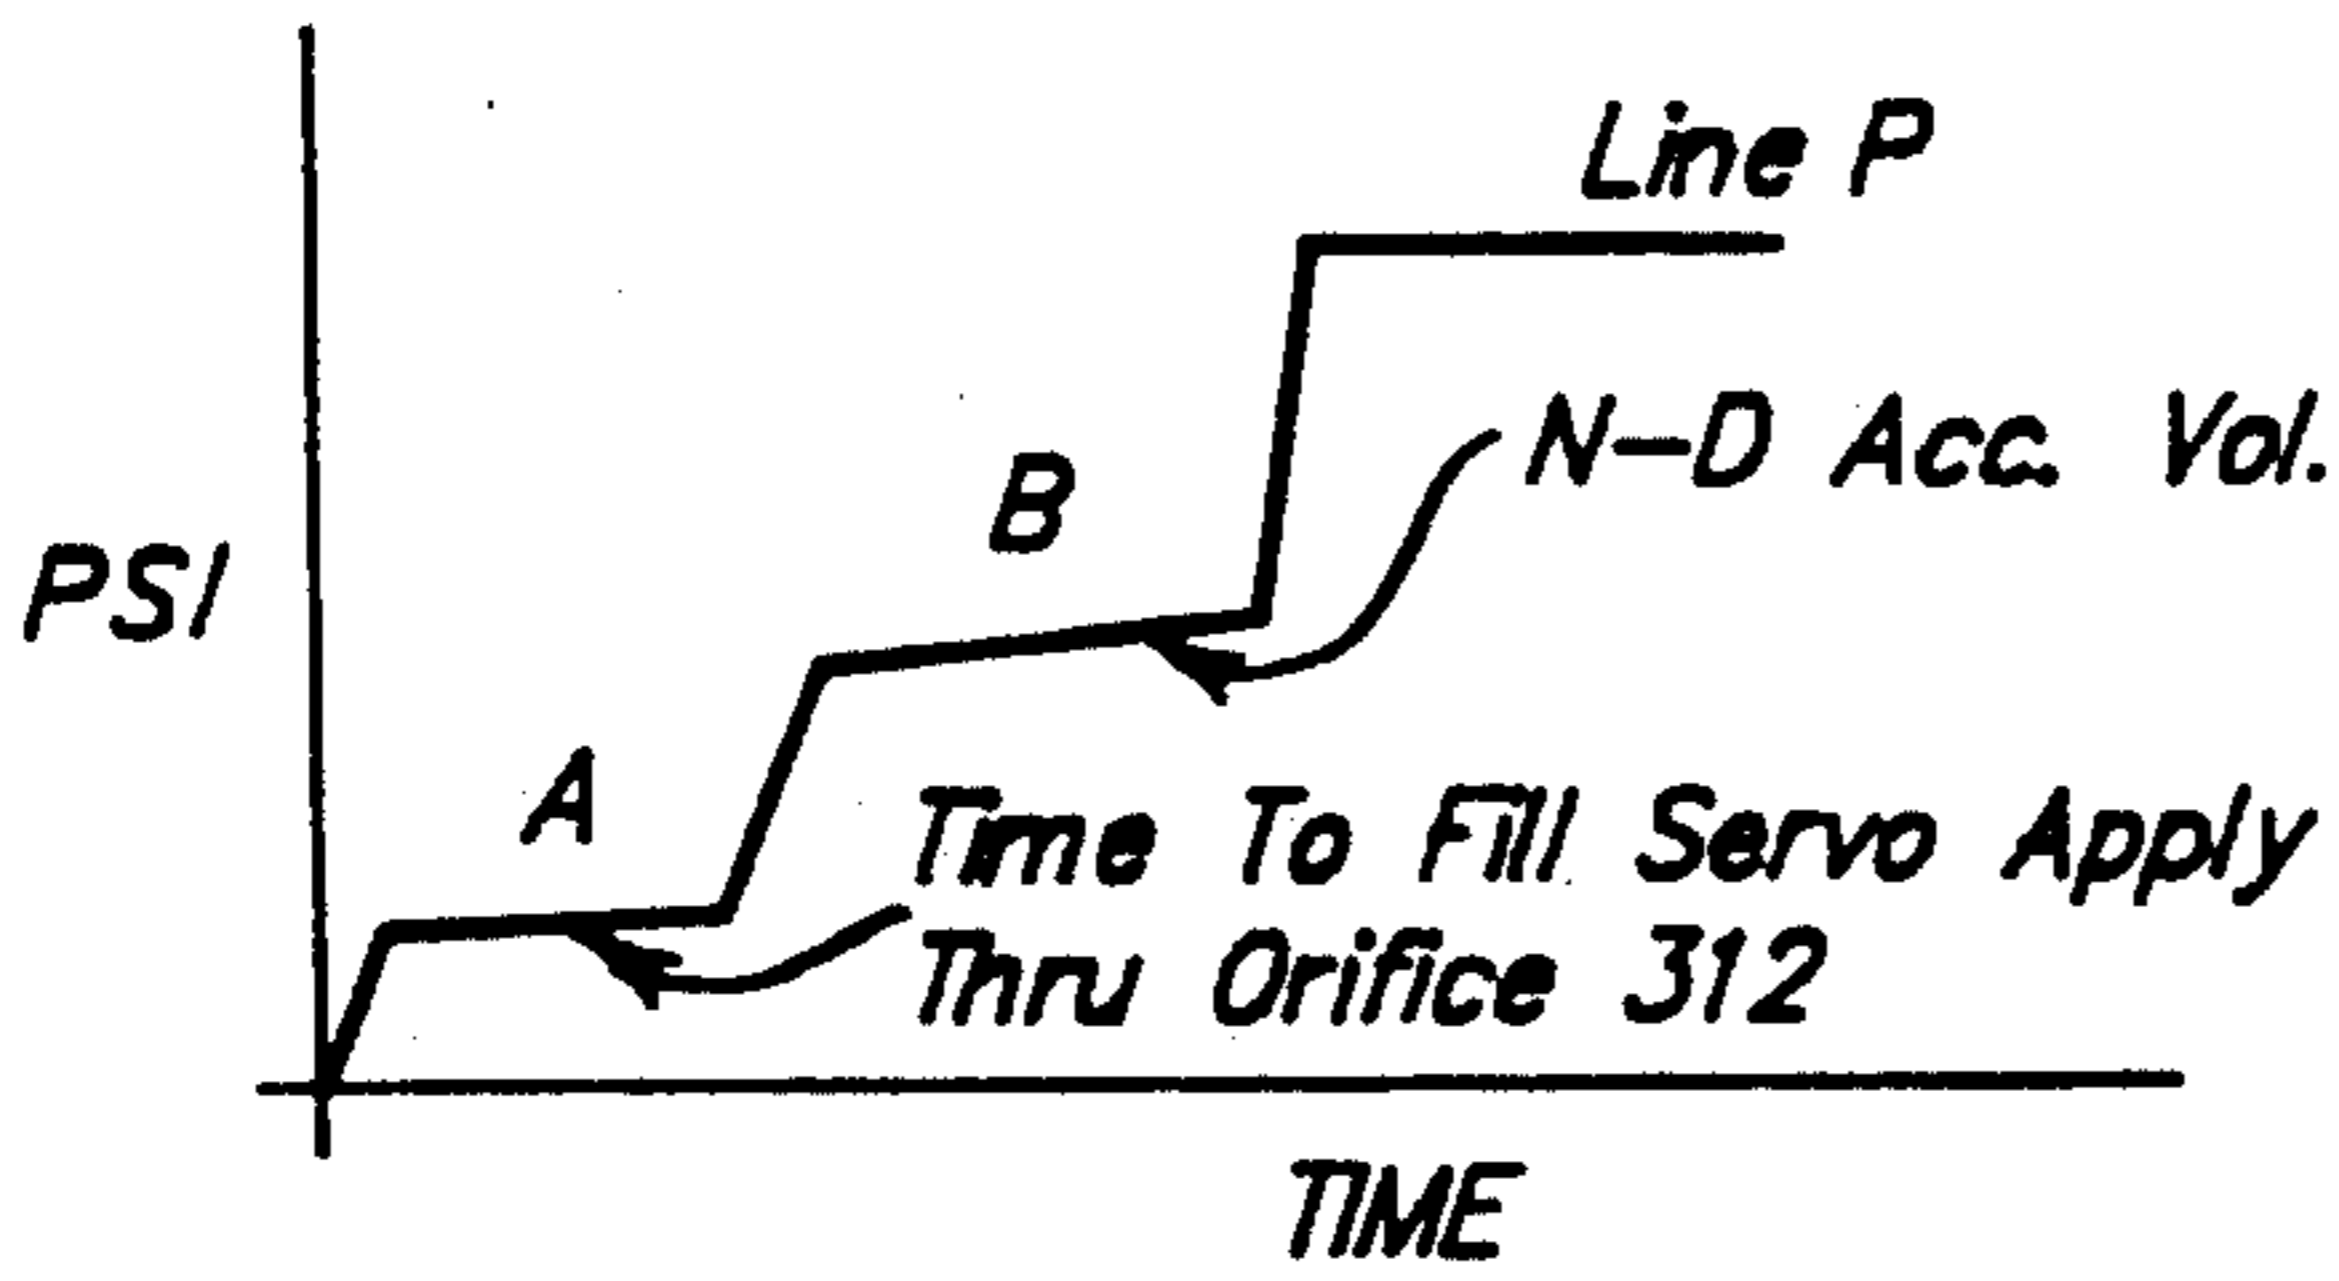 Line P
N-D Acc. Vol.
B
PSI
A
Time To Fill Servo Apply
Thru Orifice 312
TIME